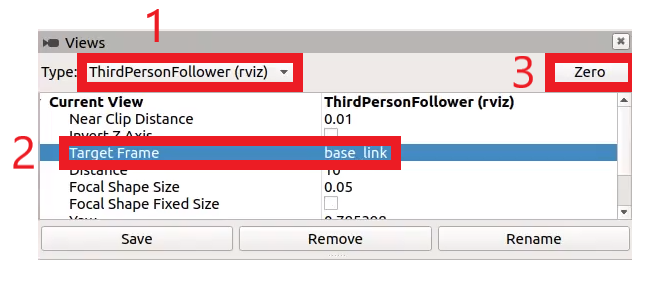 1
Views
Type: ThirdPersonFollower (rviz)
3
Zero
Current View ThirdPersonFollower (rviz)
Near Clip Distance 0.01
Invert Z Axis
2
Target Frame base_link
Distance 10
Focal Shape Size 0.05
Focal Shape Fixed Size
Yaw 0.785398
Save Remove Rename